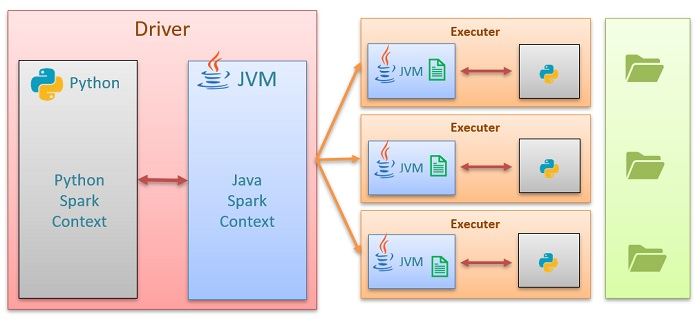 Driver
Python
Python
Spark
Context
JVM
Java
Spark
Context
Executer
JVM
Executer
JVM
Executer
JVM